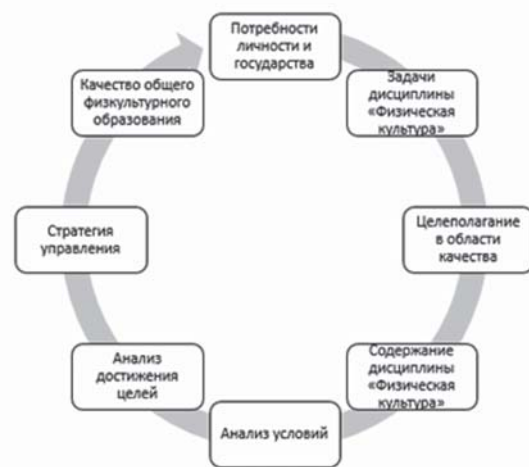 Потребности
личности и
государства
Задачи
дисциплины
«Физическая
культура»
Целеполагание
в области
качества
Содержание
дисциплины
«Физическая
культура»
Анализ условий
Анализ
достижения
целей
Стратегия
управления
Качество общего
физкультурного
образования